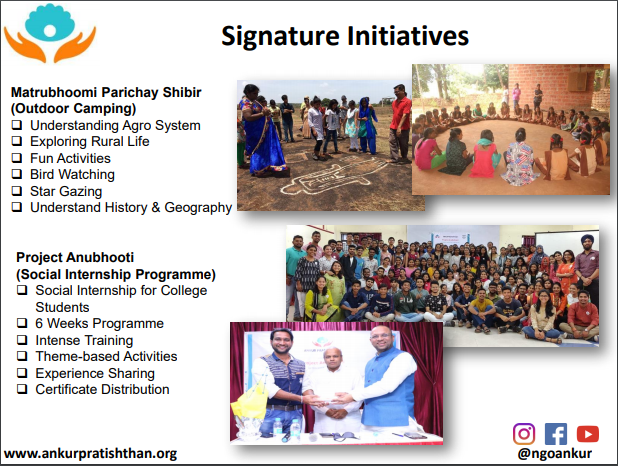 Signature Initiatives
Matrubhoomi Parichay Shibir
(Outdoor Camping)
❑ Understanding Agro System
❑ Exploring Rural Life
❑ Fun Activities
❑ Bird Watching
❑ Star Gazing
❑ Understand History & Geography
Project Anubhooti
(Social Internship Programme)
❑ Social Internship for College
Students
❑ 6 Weeks Programme
❑ Intense Training
❑ Theme-based Activities
❑ Experience Sharing
❑ Certificate Distribution
www.ankurpratishthan.org
@ngoankur